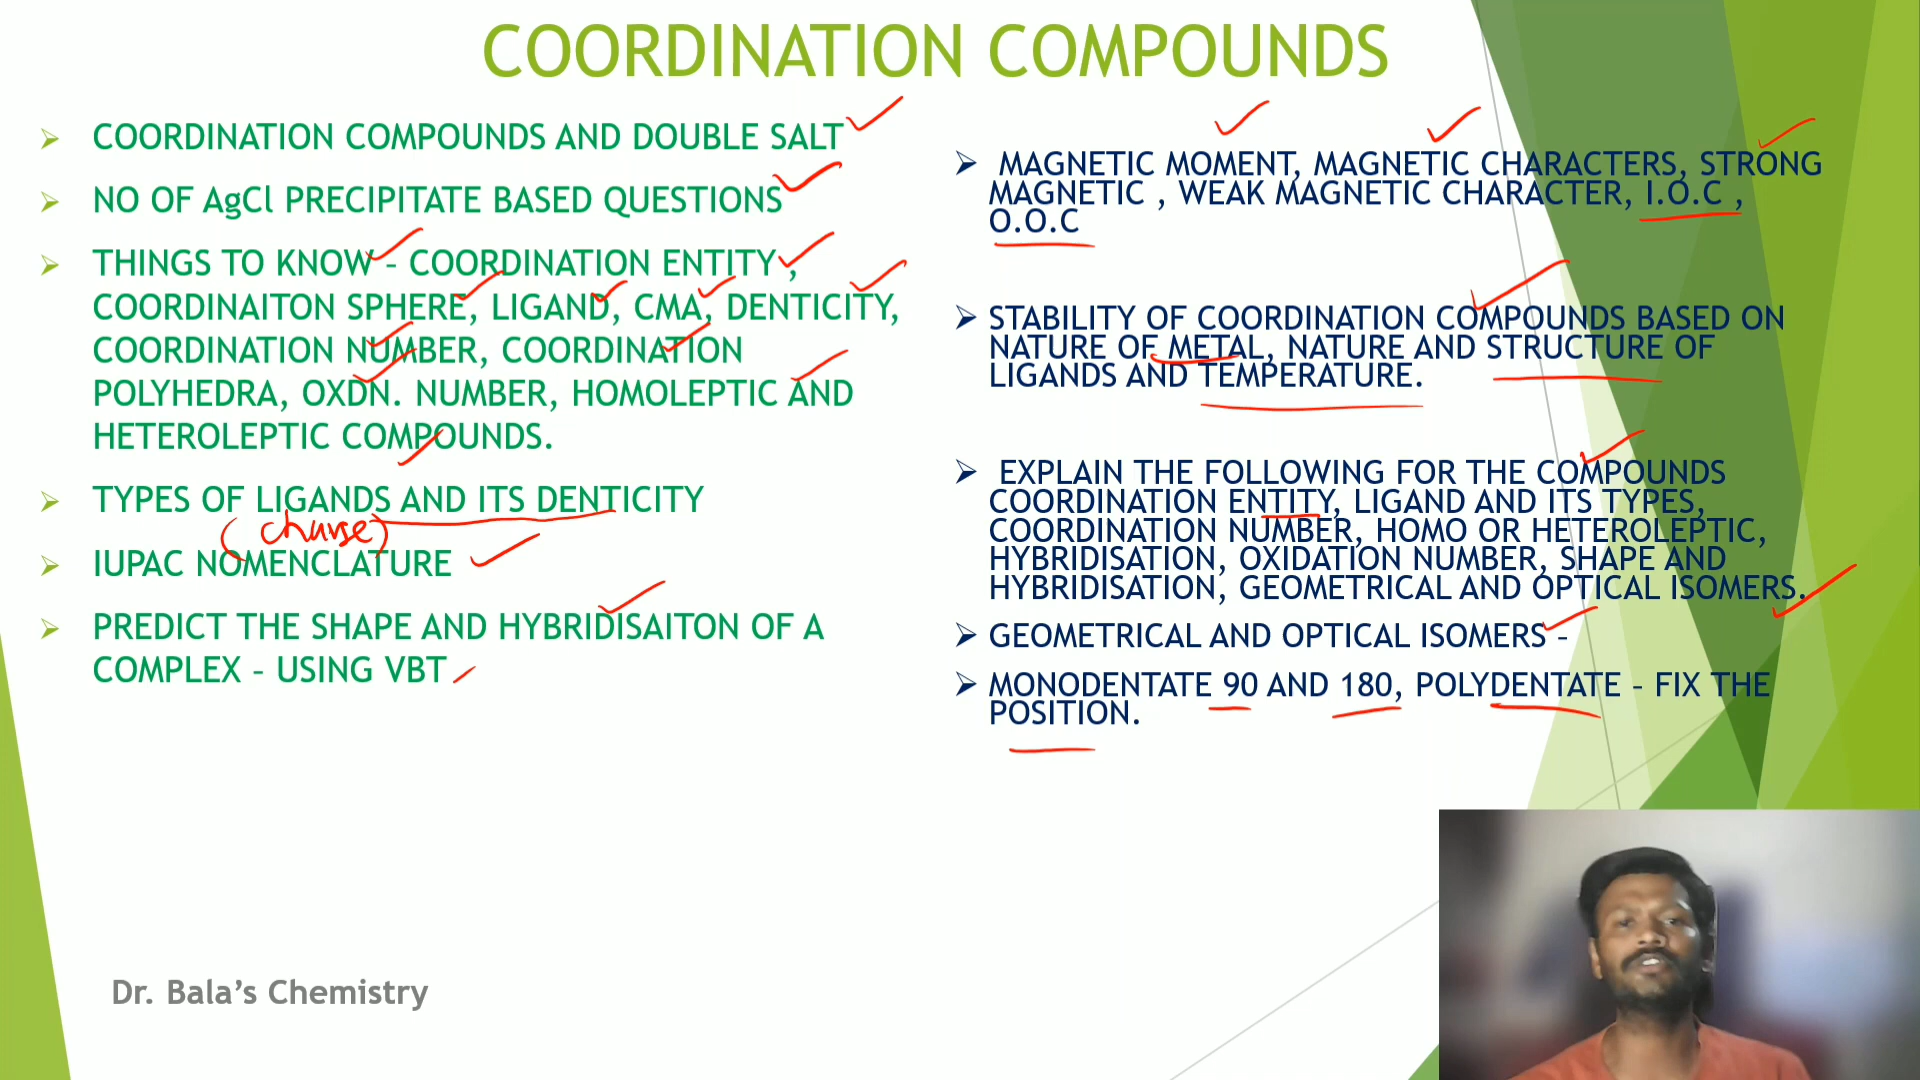 COORDINATION COMPOUNDS
COORDINATION COMPOUNDS AND DOUBLE SALT
NO OF AgCl PRECIPITATE BASED QUESTIONS
THINGS TO KNOW – COORDINATION ENTITY ,
COORDINAITON SPHERE, LIGAND, CMA, DENTICITY,
COORDINATION NUMBER, COORDINATION
POLYHEDRA, OXDN. NUMBER, HOMOLEPTIC AND
HETEROLEPTIC COMPOUNDS.
TYPES OF LIGANDS AND ITS DENTICITY
IUPAC NOMENCLATURE
PREDICT THE SHAPE AND HYBRIDISAITON OF A
COMPLEX – USING VBT
MAGNETIC MOMENT, MAGNETIC CHARACTERS, STRONG
MAGNETIC , WEAK MAGNETIC CHARACTER, I.O.C ,
O.O.C
STABILITY OF COORDINATION COMPOUNDS BASED ON
NATURE OF METAL, NATURE AND STRUCTURE OF
LIGANDS AND TEMPERATURE.
EXPLAIN THE FOLLOWING FOR THE COMPOUNDS
COORDINATION ENTITY, LIGAND AND ITS TYPES,
COORDINATION NUMBER, HOMO OR HETEROLEPTIC,
HYBRIDISATION, OXIDATION NUMBER, SHAPE AND
HYBRIDISATION, GEOMETRICAL AND OPTICAL ISOMERS.
GEOMETRICAL AND OPTICAL ISOMERS –
MONODENTATE 90 AND 180, POLYDENTATE – FIX THE
POSITION.
Dr. Bala's Chemistry